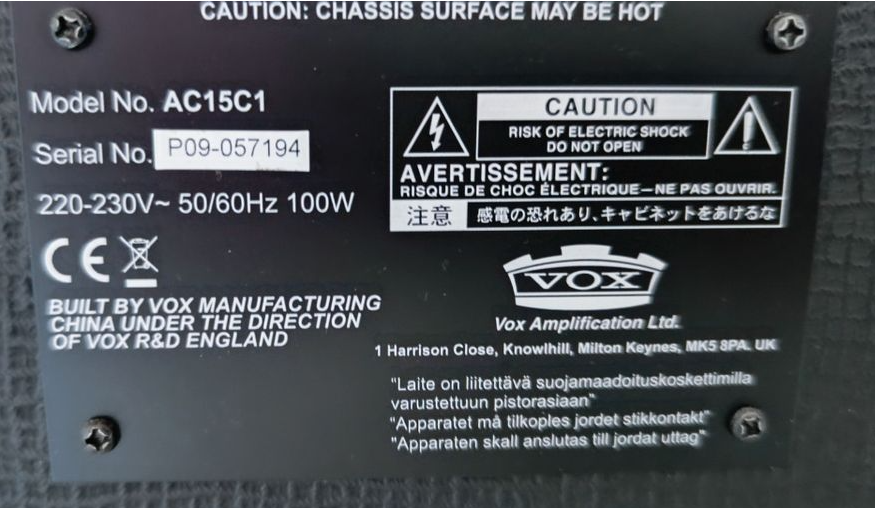 CAUTION: CHASSIS SURFACE MAY BE HOT
Model No. AC15C1
Serial No. P09-057194
220-230V~ 50/60Hz 100W
CE
BUILT BY VOX MANUFACTURING
CHINA UNDER THE DIRECTION
OF VOX R&D ENGLAND
CAUTION
RISK OF ELECTRIC SHOCK
DO NOT OPEN
AVERTISSEMENT:
RISQUE DE CHOC ÉLECTRIQUE—NE PAS OUVRIR.
注意 感電の恐れあり、キャビネットをあけるな
VOX
Vox Amplification Ltd.
1 Harrison Close, Knowlhill, Milton Keynes, MK5 8PA. UK
"Laite on liitettävä suojamaadoituskoskettimilla
varustettuun pistorasiaan"
"Apparatet må tilkoples jordet stikkontakt"
"Apparaten skall anslutas till jordat uttag"